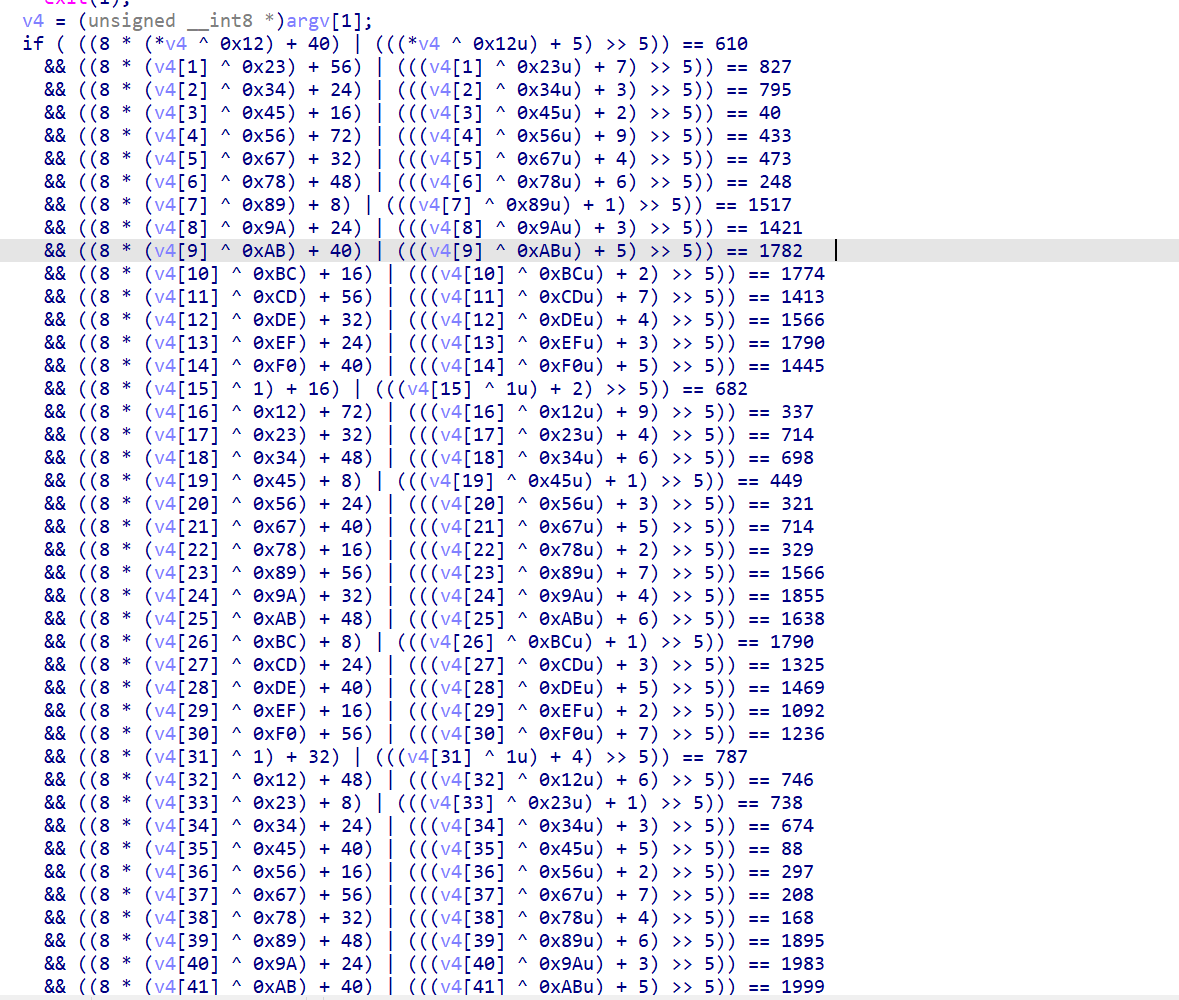 exit(1);
v4 = (unsigned __int8 *)argv[1];
if ( ((8 * (*v4 ^ 0x12) + 40) | (((*v4 ^ 0x12u) + 5) >> 5)) == 610
&& ((8 * (v4[1] ^ 0x23) + 56) | (((v4[1] ^ 0x23u) + 7) >> 5)) == 827
&& ((8 * (v4[2] ^ 0x34) + 24) | (((v4[2] ^ 0x34u) + 3) >> 5)) == 795
&& ((8 * (v4[3] ^ 0x45) + 16) | (((v4[3] ^ 0x45u) + 2) >> 5)) == 40
&& ((8 * (v4[4] ^ 0x56) + 72) | (((v4[4] ^ 0x56u) + 9) >> 5)) == 433
&& ((8 * (v4[5] ^ 0x67) + 32) | (((v4[5] ^ 0x67u) + 4) >> 5)) == 473
&& ((8 * (v4[6] ^ 0x78) + 48) | (((v4[6] ^ 0x78u) + 6) >> 5)) == 248
&& ((8 * (v4[7] ^ 0x89) + 8) | (((v4[7] ^ 0x89u) + 1) >> 5)) == 1517
&& ((8 * (v4[8] ^ 0x9A) + 24) | (((v4[8] ^ 0x9Au) + 3) >> 5)) == 1421
&& ((8 * (v4[9] ^ 0xAB) + 40) | (((v4[9] ^ 0xABu) + 5) >> 5)) == 1782
&& ((8 * (v4[10] ^ 0xBC) + 16) | (((v4[10] ^ 0xBCu) + 2) >> 5)) == 1774
&& ((8 * (v4[11] ^ 0xCD) + 56) | (((v4[11] ^ 0xCDu) + 7) >> 5)) == 1413
&& ((8 * (v4[12] ^ 0xDE) + 32) | (((v4[12] ^ 0xDEu) + 4) >> 5)) == 1566
&& ((8 * (v4[13] ^ 0xEF) + 24) | (((v4[13] ^ 0xEFu) + 3) >> 5)) == 1790
&& ((8 * (v4[14] ^ 0xF0) + 40) | (((v4[14] ^ 0xF0u) + 5) >> 5)) == 1445
&& ((8 * (v4[15] ^ 1) + 16) | (((v4[15] ^ 1u) + 2) >> 5)) == 682
&& ((8 * (v4[16] ^ 0x12) + 72) | (((v4[16] ^ 0x12u) + 9) >> 5)) == 337
&& ((8 * (v4[17] ^ 0x23) + 32) | (((v4[17] ^ 0x23u) + 4) >> 5)) == 714
&& ((8 * (v4[18] ^ 0x34) + 48) | (((v4[18] ^ 0x34u) + 6) >> 5)) == 698
&& ((8 * (v4[19] ^ 0x45) + 8) | (((v4[19] ^ 0x45u) + 1) >> 5)) == 449
&& ((8 * (v4[20] ^ 0x56) + 24) | (((v4[20] ^ 0x56u) + 3) >> 5)) == 321
&& ((8 * (v4[21] ^ 0x67) + 40) | (((v4[21] ^ 0x67u) + 5) >> 5)) == 714
&& ((8 * (v4[22] ^ 0x78) + 16) | (((v4[22] ^ 0x78u) + 2) >> 5)) == 329
&& ((8 * (v4[23] ^ 0x89) + 56) | (((v4[23] ^ 0x89u) + 7) >> 5)) == 1566
&& ((8 * (v4[24] ^ 0x9A) + 32) | (((v4[24] ^ 0x9Au) + 4) >> 5)) == 1855
&& ((8 * (v4[25] ^ 0xAB) + 48) | (((v4[25] ^ 0xABu) + 6) >> 5)) == 1638
&& ((8 * (v4[26] ^ 0xBC) + 8) | (((v4[26] ^ 0xBCu) + 1) >> 5)) == 1790
&& ((8 * (v4[27] ^ 0xCD) + 24) | (((v4[27] ^ 0xCDu) + 3) >> 5)) == 1325
&& ((8 * (v4[28] ^ 0xDE) + 40) | (((v4[28] ^ 0xDEu) + 5) >> 5)) == 1469
&& ((8 * (v4[29] ^ 0xEF) + 16) | (((v4[29] ^ 0xEFu) + 2) >> 5)) == 1092
&& ((8 * (v4[30] ^ 0xF0) + 56) | (((v4[30] ^ 0xF0u) + 7) >> 5)) == 1236
&& ((8 * (v4[31] ^ 1) + 32) | (((v4[31] ^ 1u) + 4) >> 5)) == 787
&& ((8 * (v4[32] ^ 0x12) + 48) | (((v4[32] ^ 0x12u) + 6) >> 5)) == 746
&& ((8 * (v4[33] ^ 0x23) + 8) | (((v4[33] ^ 0x23u) + 1) >> 5)) == 738
&& ((8 * (v4[34] ^ 0x34) + 24) | (((v4[34] ^ 0x34u) + 3) >> 5)) == 674
&& ((8 * (v4[35] ^ 0x45) + 40) | (((v4[35] ^ 0x45u) + 5) >> 5)) == 88
&& ((8 * (v4[36] ^ 0x56) + 16) | (((v4[36] ^ 0x56u) + 2) >> 5)) == 297
&& ((8 * (v4[37] ^ 0x67) + 56) | (((v4[37] ^ 0x67u) + 7) >> 5)) == 208
&& ((8 * (v4[38] ^ 0x78) + 32) | (((v4[38] ^ 0x78u) + 4) >> 5)) == 168
&& ((8 * (v4[39] ^ 0x89) + 48) | (((v4[39] ^ 0x89u) + 6) >> 5)) == 1895
&& ((8 * (v4[40] ^ 0x9A) + 24) | (((v4[40] ^ 0x9Au) + 3) >> 5)) == 1983
&& ((8 * (v4[41] ^ 0xAB) + 40) | (((v4[41] ^ 0xABu) + 5) >> 5)) == 1999